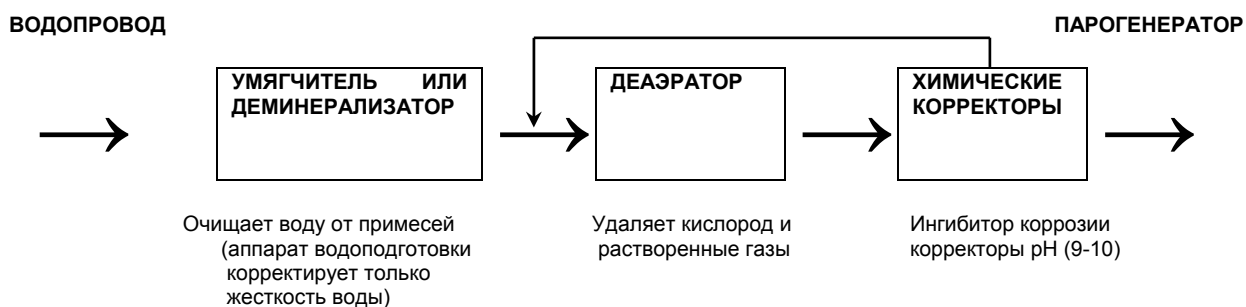 ВОДОПРОВОД
ПАРОГЕНЕРАТОР
УМЯГЧИТЕЛЬ ИЛИ
ДЕМИНЕРАЛИЗАТОР
ДЕАЭРАТОР
ХИМИЧЕСКИЕ
КОРРЕКТОРЫ
Очищает воду от примесей
(аппарат водоподготовки
корректирует только
жесткость воды)
Удаляет кислород и
растворенные газы
Ингибитор коррозии
корректоры pH (9-10)